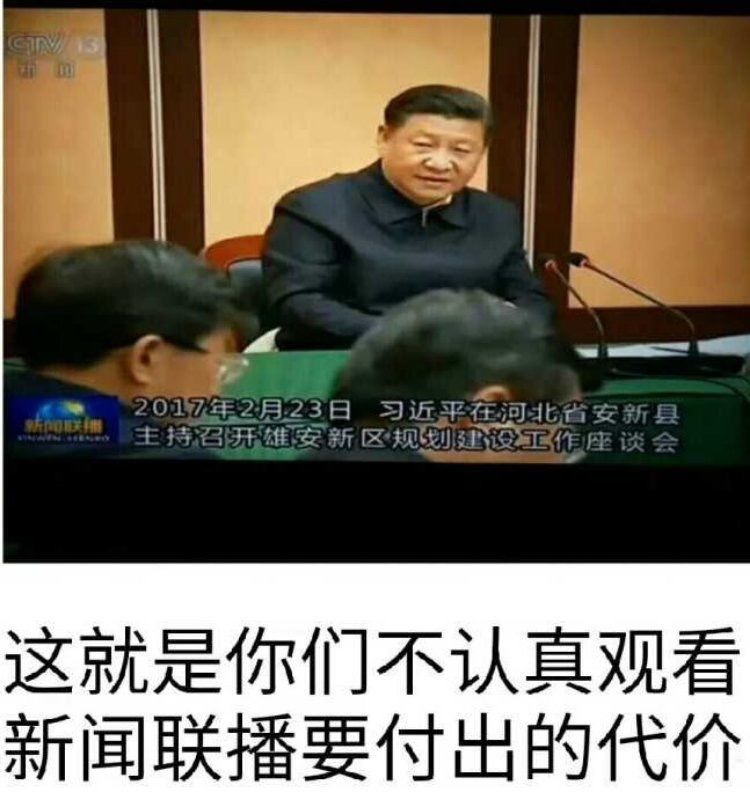 CCTV 13
新闻
2017年2月23日 习近平在河北省安新县
新闻联播
XINWEN LIANBO
主持召开雄安新区规划建设工作座谈会
这就是你们不认真观看
新闻联播要付出的代价